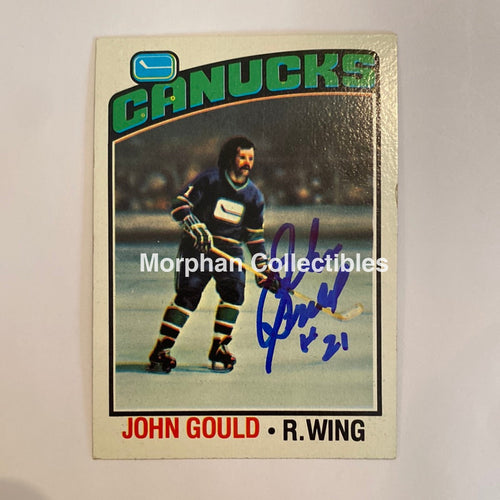 CANUCKS
Morphan Collectibles
John
Gould
#21
JOHN GOULD • R. WING